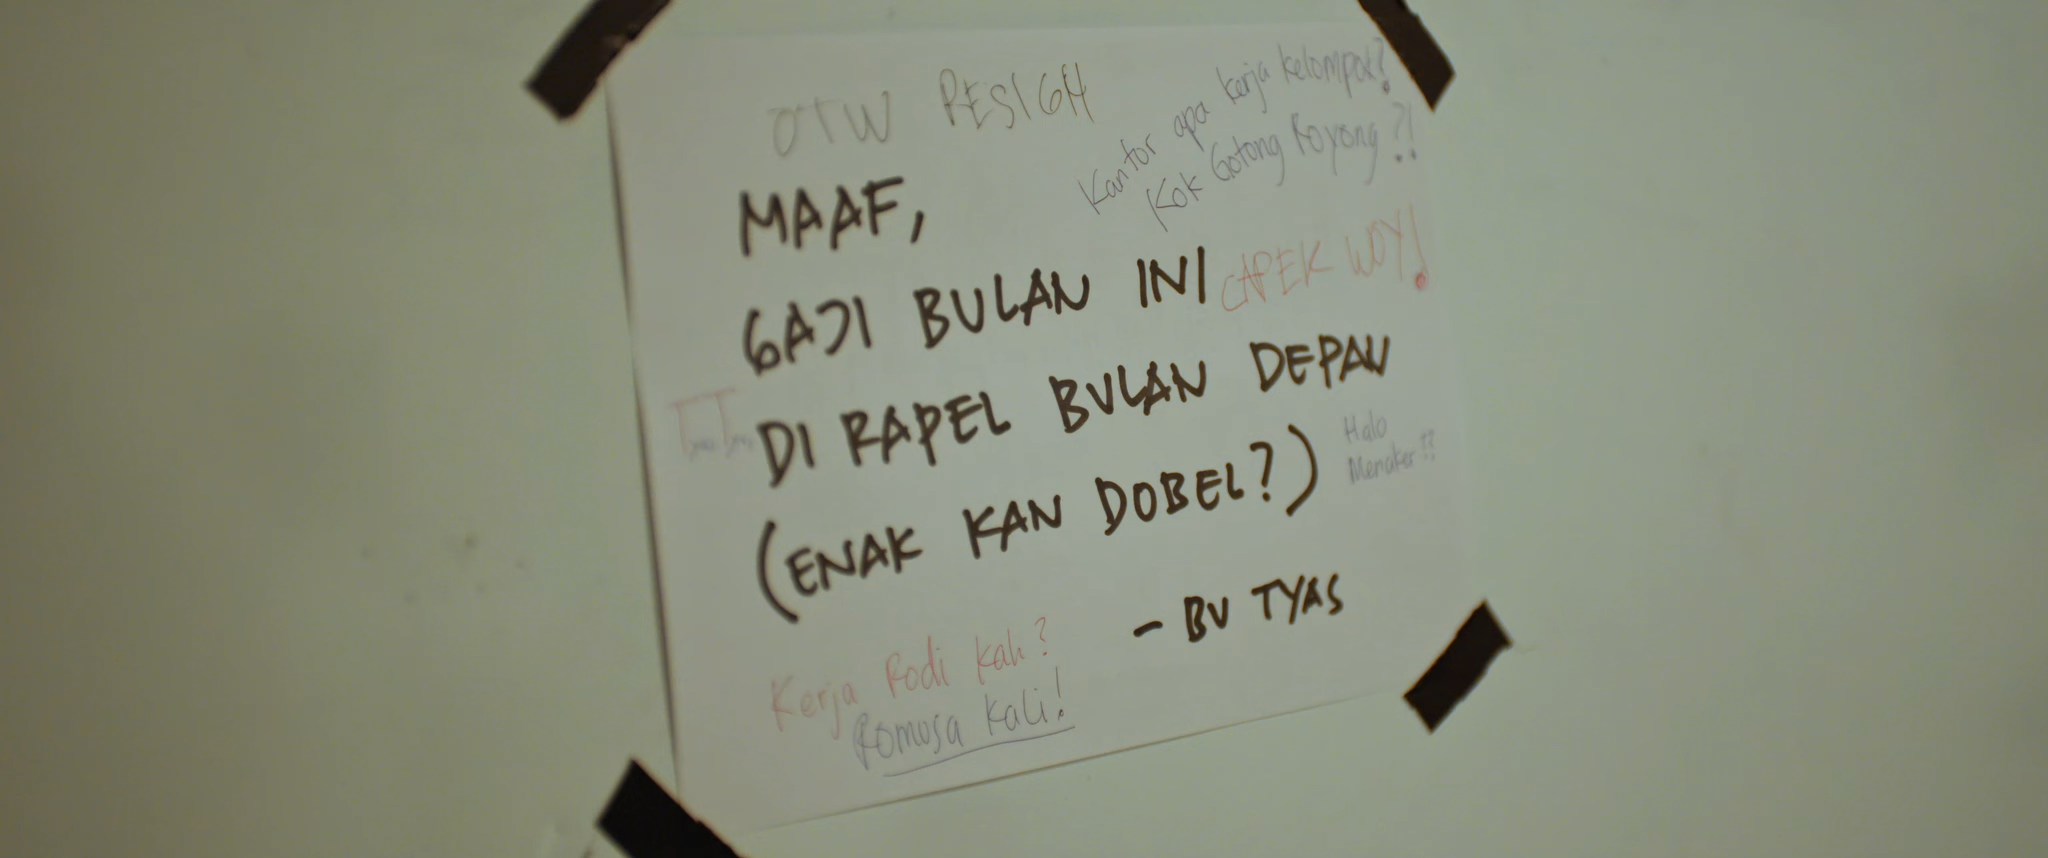 OTW RESIGN
Kantor apa kerja kelompok?
Kok Gotong Royong?!
MAAF,
GAJI BULAN INI
CAPEK WOY!
DI RAPEL BULAN DEPAN
(ENAK KAN DOBEL?)
Halo
Menaker!!
- BU TYAS
Kerja Rodi kah?
Romusa kali!